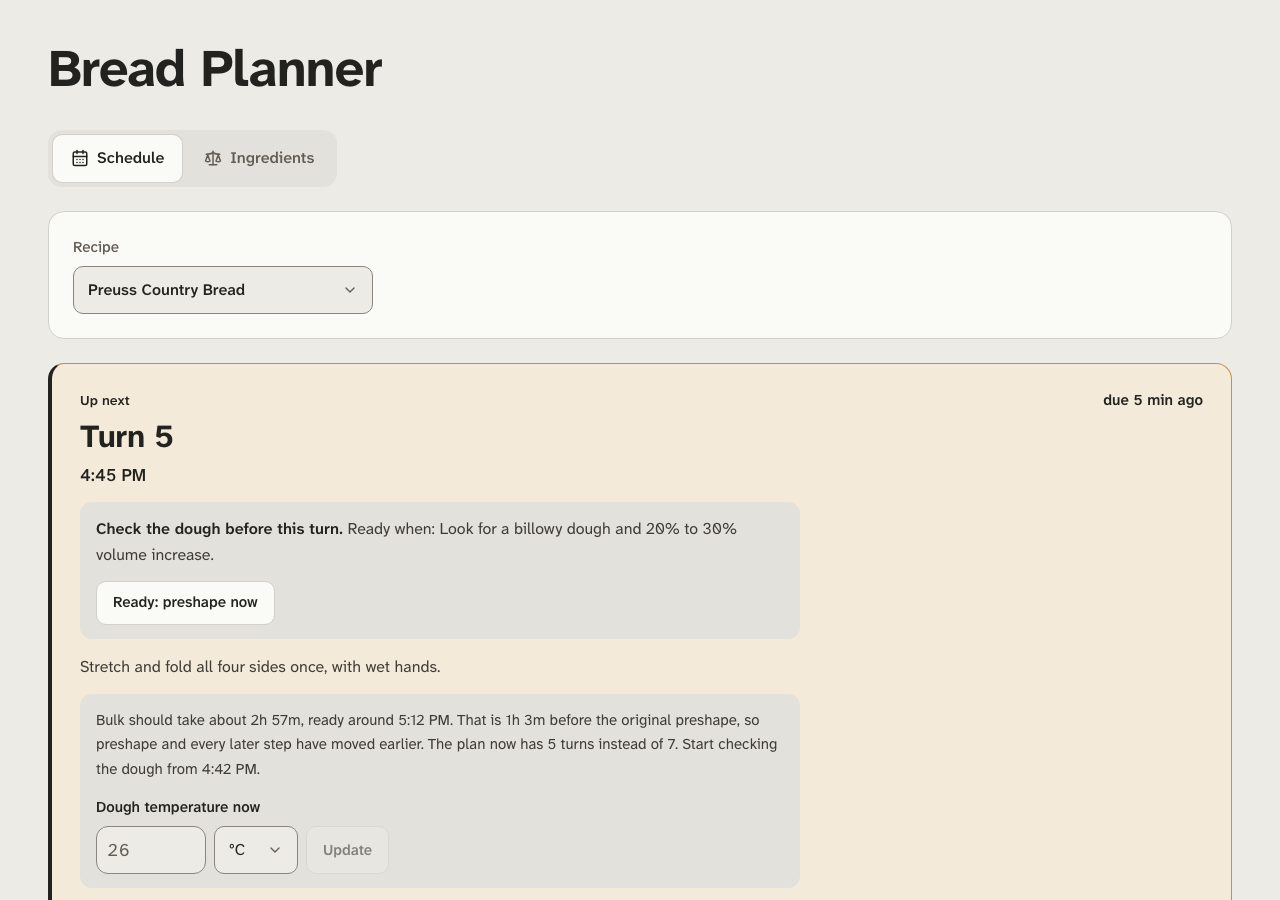 Bread Planner
Schedule
Ingredients
Recipe
Preuss Country Bread
Up next
due 5 min ago
Turn 5
4:45 PM
Check the dough before this turn. Ready when: Look for a billowy dough and 20% to 30%
volume increase.
Ready: preshape now
Stretch and fold all four sides once, with wet hands.
Bulk should take about 2h 57m, ready around 5:12 PM. That is 1h 3m before the original preshape, so
preshape and every later step have moved earlier. The plan now has 5 turns instead of 7. Start checking
the dough from 4:42 PM.
Dough temperature now
26
°C
Update